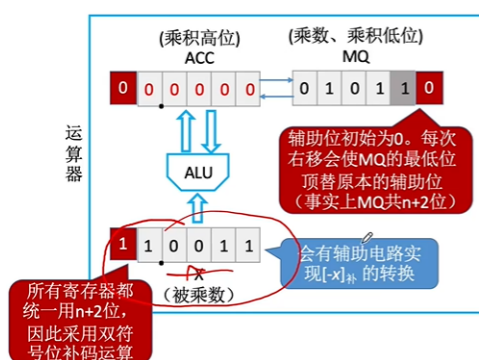 (乘积高位)
ACC
(乘数、乘积低位)
MQ
0 0 0 0 0 0
0 1 0 1 1 0
运算器
ALU
辅助位初始为0。每次
右移会使MQ的最低位
顶替原本的辅助位
(事实上MQ共n+2位)
1 1 0 0 1 1
X
(被乘数)
会有辅助电路实
现[-x]补 的转换
所有寄存器都
统一用n+2位，
因此采用双符
号位补码运算